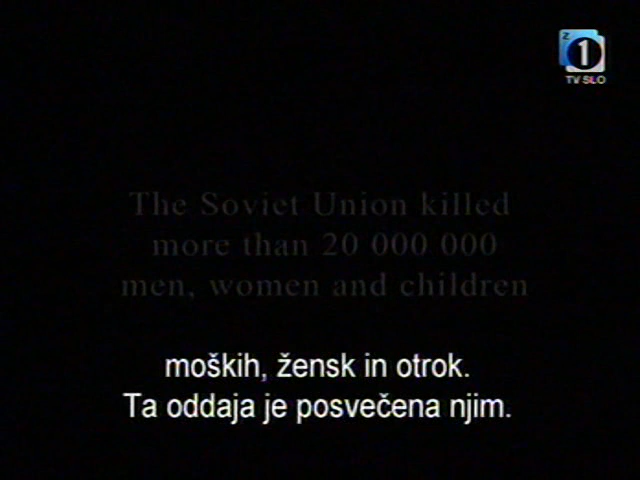 Z
1
TV SLO
The Soviet Union killed
more than 20 000 000
men, women and children
moških, žensk in otrok.
Ta oddaja je posvečena njim.